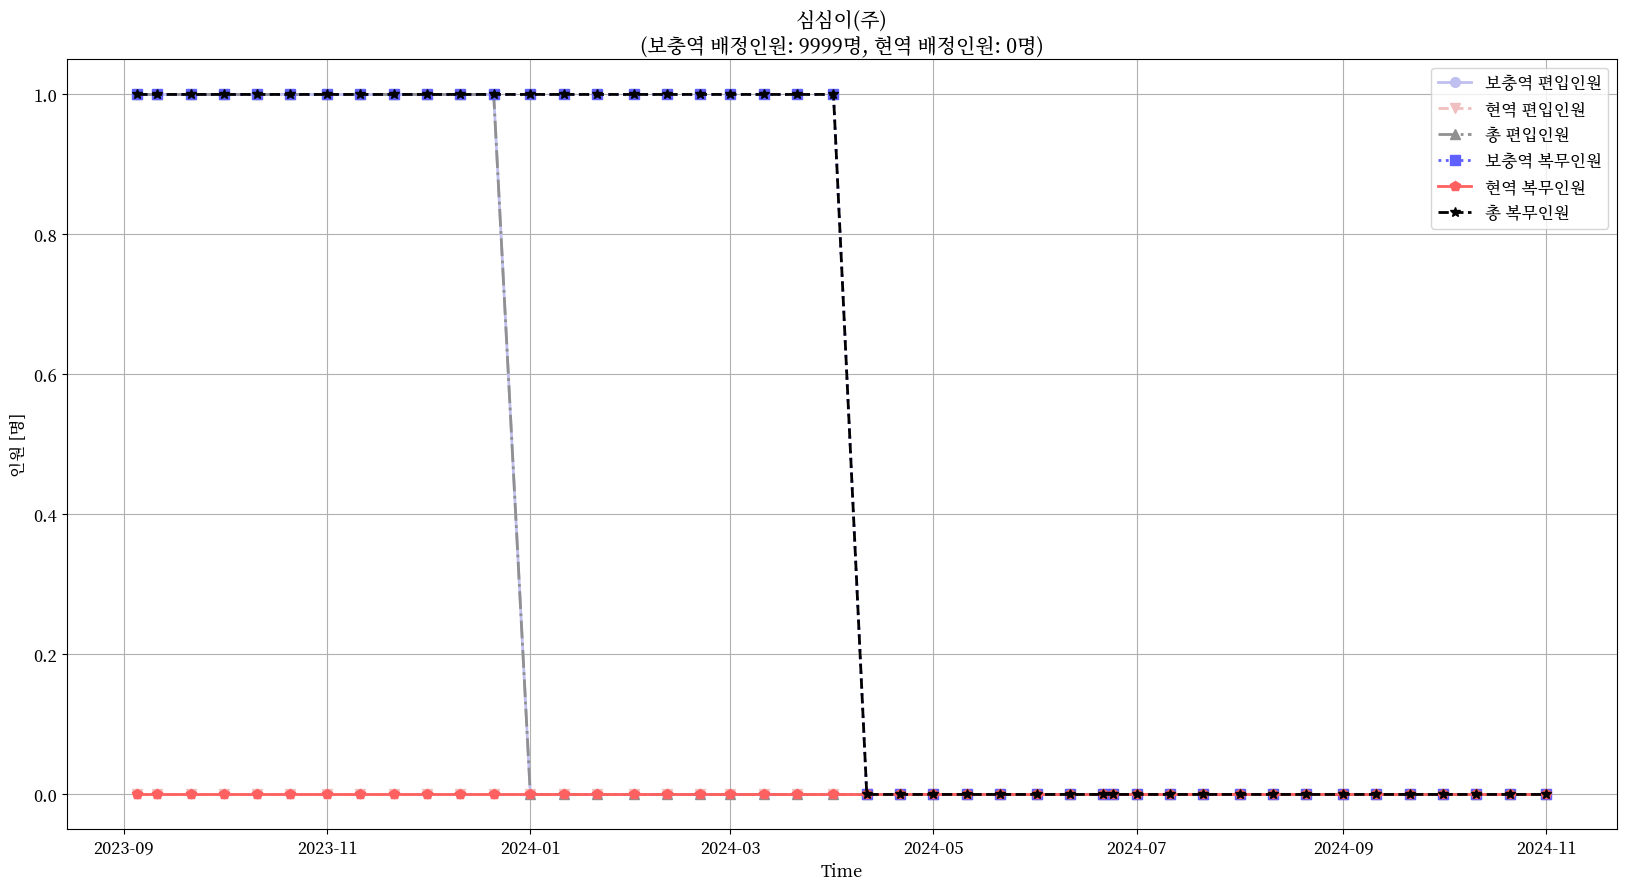 심심이(주)
(보충역 배정인원: 9999명, 현역 배정인원: 0명)
보충역 편입인원
현역 편입인원
총 편입인원
보충역 복무인원
현역 복무인원
총 복무인원
인원 [명]
1.0
0.8
0.6
0.4
0.2
0.0
2023-09
2023-11
2024-01
2024-03
2024-05
2024-07
2024-09
2024-11
Time